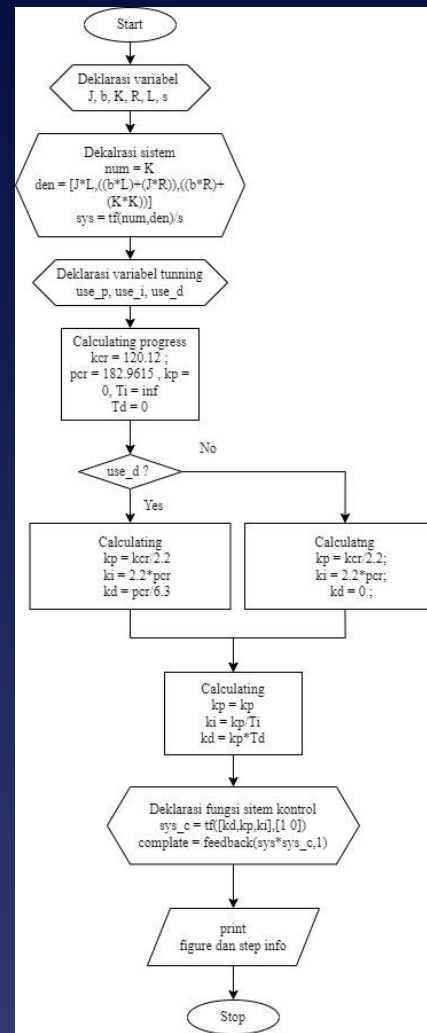 Start
Deklarasi variabel
J, b, K, R, L, s
Dekalrasi sistem
num = K
den = [J*L,((b*L)+(J*R)),((b*R)+
(K*K))]
sys = tf(num,den)/s
Deklarasi variabel tunning
use_p, use_i, use_d
Calculating progress
kcr = 120.12 ;
pcr = 182.9615 , kp =
0, Ti = inf
Td = 0
use_d ?
No
Yes
Calculating
kp = kcr/2.2
ki = 2.2*pcr
kd = pcr/6.3
Calculatng
kp = kcr/2.2;
ki = 2.2*pcr;
kd = 0 ;
Calculating
kp = kp
ki = kp/Ti
kd = kp*Td
Deklarasi fungsi sitem kontrol
sys_c = tf([kd,kp,ki],[1 0])
complate = feedback(sys*sys_c,1)
print
figure dan step info
Stop